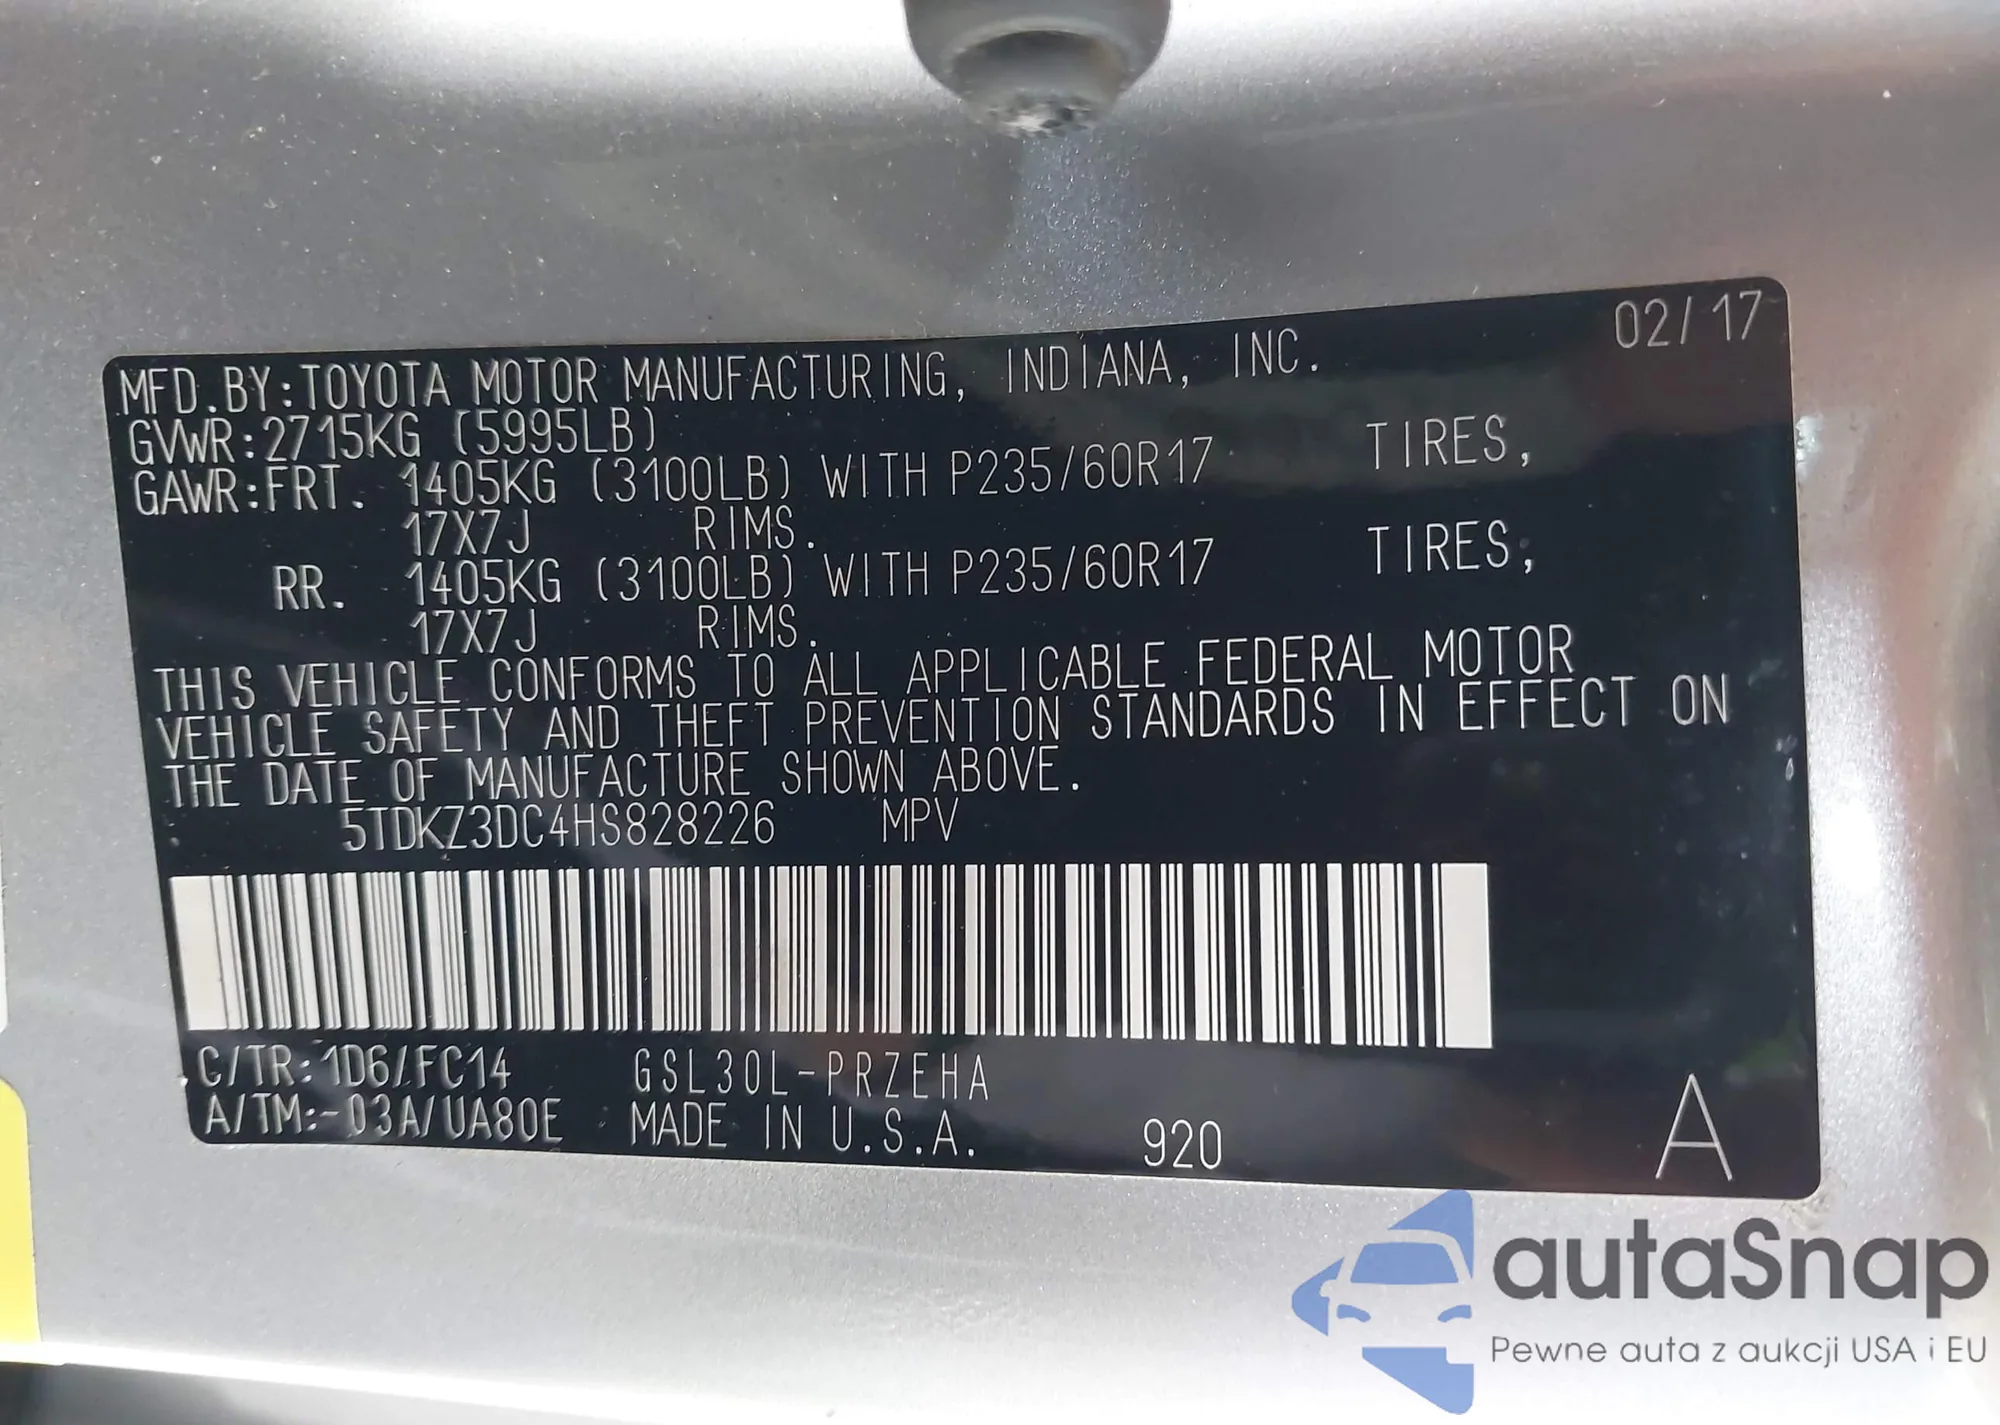 02/17
MFD.BY:TOYOTA MOTOR MANUFACTURING, INDIANA, INC.
GVWR:2715KG (5995LB)
GAWR:FRT. 1405KG (3100LB) WITH P235/60R17 TIRES,
17X7J RIMS.
RR. 1405KG (3100LB) WITH P235/60R17 TIRES,
17X7J RIMS.
THIS VEHICLE CONFORMS TO ALL APPLICABLE FEDERAL MOTOR
VEHICLE SAFETY AND THEFT PREVENTION STANDARDS IN EFFECT ON
THE DATE OF MANUFACTURE SHOWN ABOVE.
5TDKZ3DC4HS828226 MPV
C/TR:1D6/FC14 GSL30L-PRZEHA
A/TM:-03A/UA80E MADE IN U.S.A. 920 A
autaSnap
Pewne auta z aukcji USA i EU